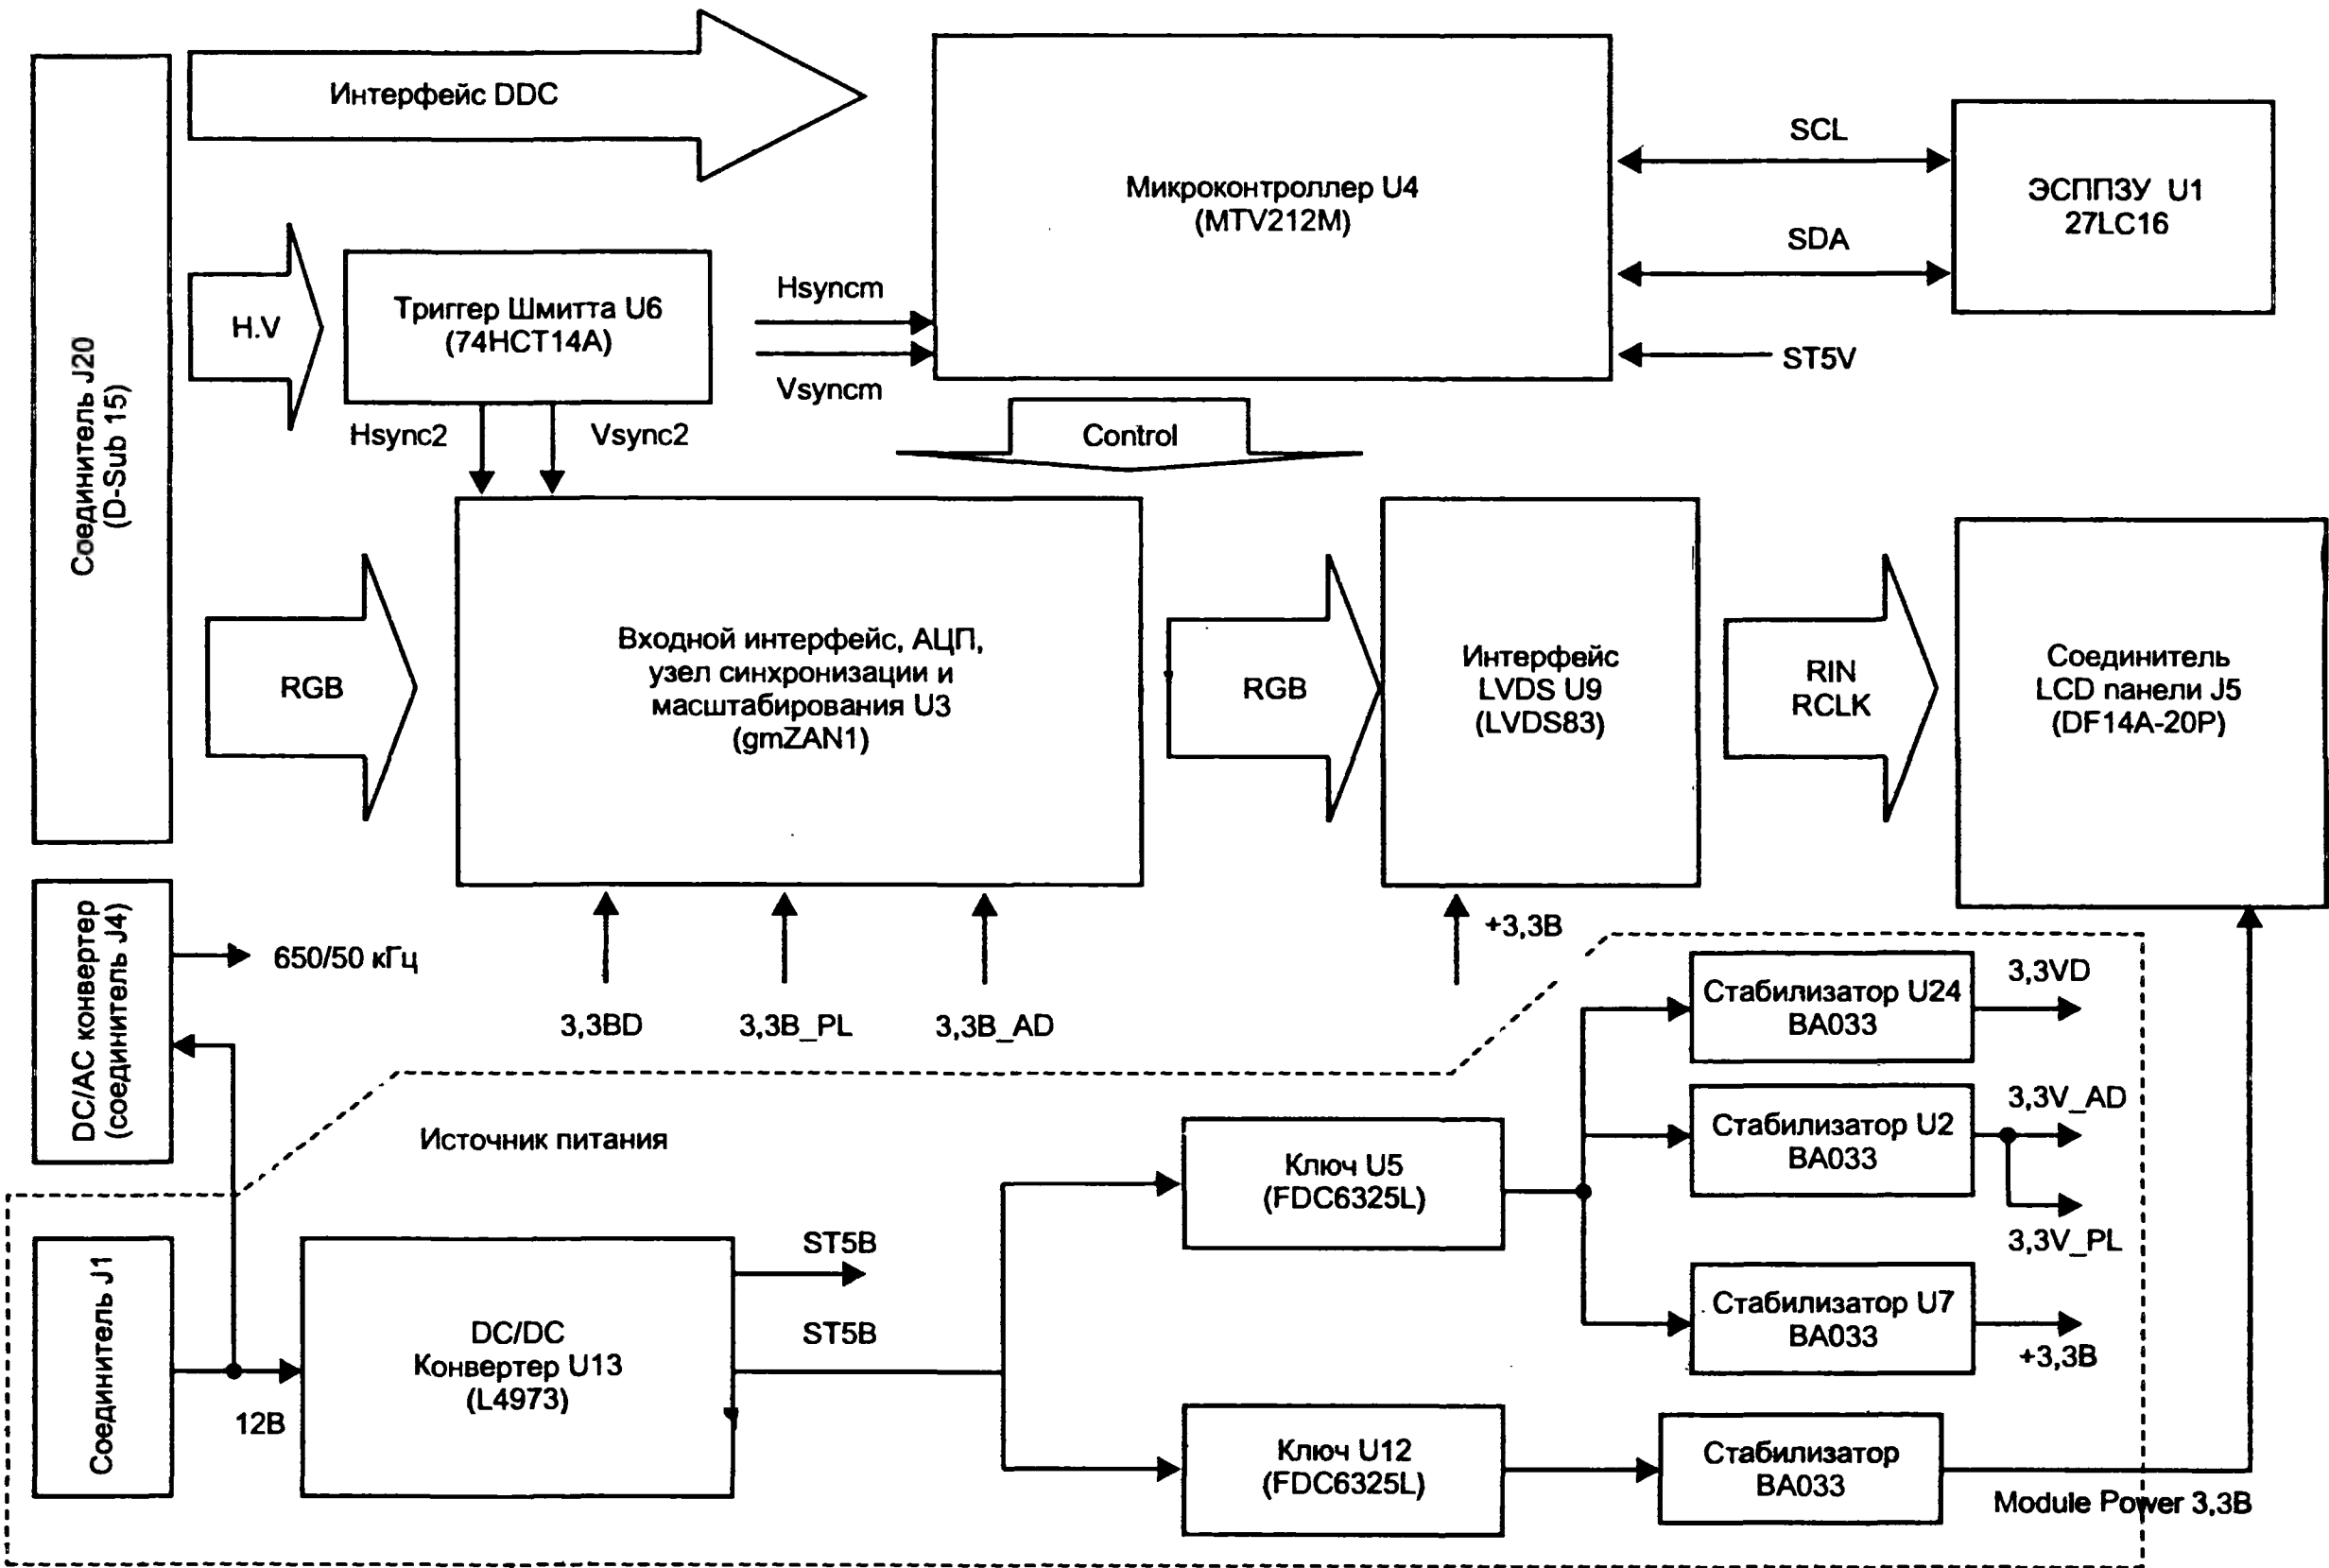 Интерфейс DDC
Соединитель J20
(D-Sub 15)
H.V
Триггер Шмитта U6
(74HCT14A)
Hsyncm
Vsyncm
Микроконтроллер U4
(MTV212M)
SCL
SDA
ST5V
ЭСППЗУ U1
27LC16
Hsync2
Vsync2
Control
RGB
Входной интерфейс, АЦП,
узел синхронизации и
масштабирования U3
(gmZAN1)
RGB
Интерфейс
LVDS U9
(LVDS83)
RIN
RCLK
Соединитель
LCD панели J5
(DF14A-20P)
DC/AC конвертер
(соединитель J4)
650/50 кГц
3,3BD
3,3B_PL
3,3B_AD
+3,3В
Источник питания
Соединитель J1
12В
DC/DC
Конвертер U13
(L4973)
ST5B
ST5B
Ключ U5
(FDC6325L)
Ключ U12
(FDC6325L)
Стабилизатор U24
BA033
3,3VD
Стабилизатор U2
BA033
3,3V_AD
3,3V_PL
Стабилизатор U7
BA033
+3,3В
Стабилизатор
BA033
Module Power 3,3В